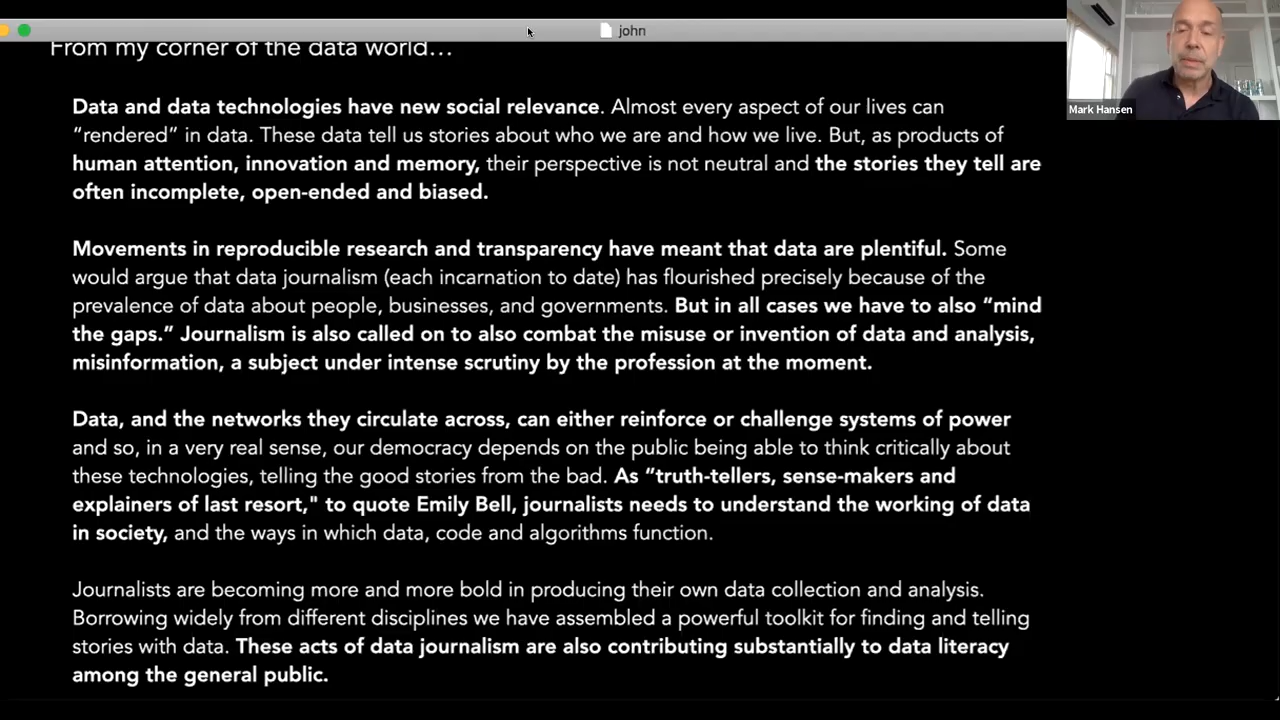 john
From my corner of the data world…
Mark Hansen
Data and data technologies have new social relevance. Almost every aspect of our lives can
“rendered” in data. These data tell us stories about who we are and how we live. But, as products of
human attention, innovation and memory, their perspective is not neutral and the stories they tell are
often incomplete, open-ended and biased.
Movements in reproducible research and transparency have meant that data are plentiful. Some
would argue that data journalism (each incarnation to date) has flourished precisely because of the
prevalence of data about people, businesses, and governments. But in all cases we have to also “mind
the gaps.” Journalism is also called on to also combat the misuse or invention of data and analysis,
misinformation, a subject under intense scrutiny by the profession at the moment.
Data, and the networks they circulate across, can either reinforce or challenge systems of power
and so, in a very real sense, our democracy depends on the public being able to think critically about
these technologies, telling the good stories from the bad. As “truth-tellers, sense-makers and
explainers of last resort," to quote Emily Bell, journalists needs to understand the working of data
in society, and the ways in which data, code and algorithms function.
Journalists are becoming more and more bold in producing their own data collection and analysis.
Borrowing widely from different disciplines we have assembled a powerful toolkit for finding and telling
stories with data. These acts of data journalism are also contributing substantially to data literacy
among the general public.